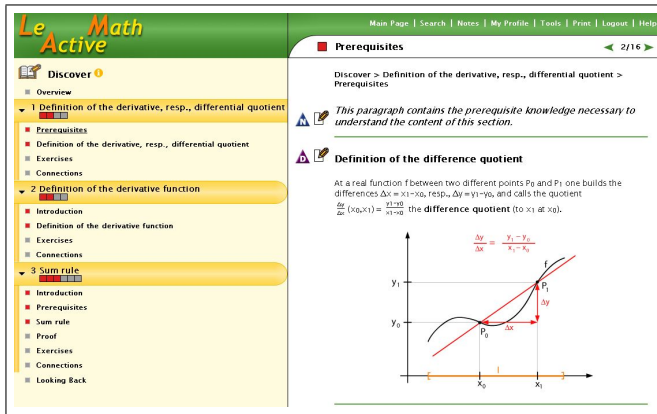 Le Active Math
Main Page | Search | Notes | My Profile | Tools | Print | Logout | Help
Prerequisites
2/16
Discover
Overview
1 Definition of the derivative, resp., differential quotient
Prerequisites
Definition of the derivative, resp., differential quotient
Exercises
Connections
2 Definition of the derivative function
Introduction
Definition of the derivative function
Exercises
Connections
3 Sum rule
Introduction
Prerequisites
Sum rule
Proof
Exercises
Connections
Looking Back
Discover > Definition of the derivative, resp., differential quotient >
Prerequisites
N
This paragraph contains the prerequisite knowledge necessary to
understand the content of this section.
D
Definition of the difference quotient
At a real function f between two different points P₀ and P₁ one builds the
differences Δx = x₁-x₀, resp., Δy = y₁-y₀, and calls the quotient
Δy/Δx (x₀,x₁) = y₁-y₀/x₁-x₀ the difference quotient (to x₁ at x₀).
Δy/Δx = y₁ - y₀/x₁ - x₀
f
y₁
P₁
Δy
y₀
Δx
P₀
I
x₀
x₁